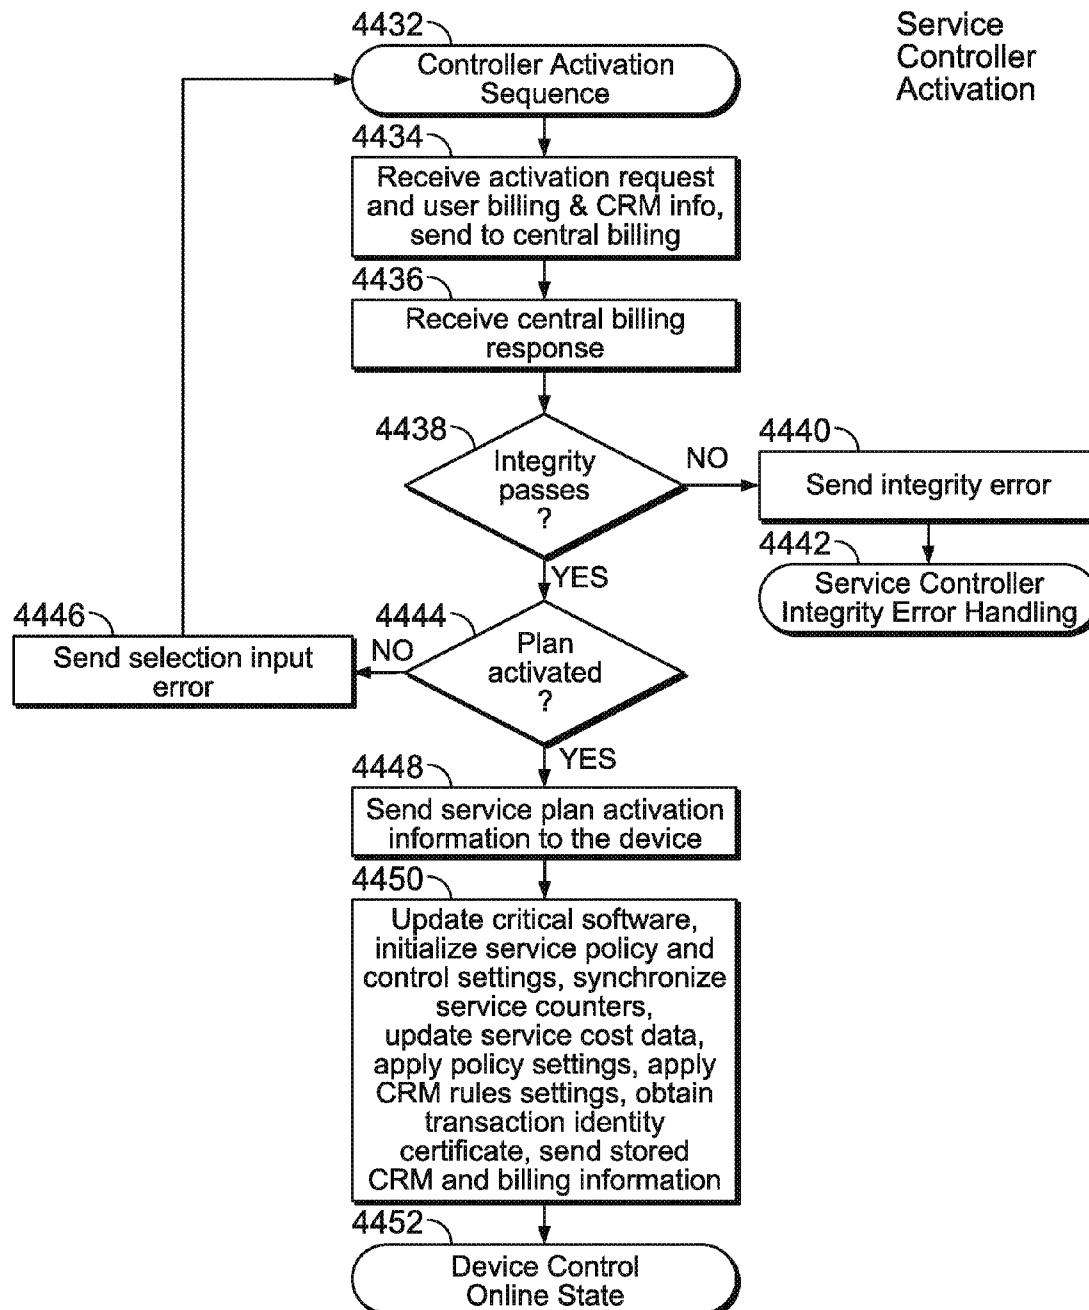 4432
Service
Controller
Activation
Controller Activation
Sequence
4434
Receive activation request
and user billing & CRM info,
send to central billing
4436
Receive central billing
response
4438
Integrity
passes
?
NO
4440
Send integrity error
4442
Service Controller
Integrity Error Handling
YES
4444
Plan
activated
?
NO
4446
Send selection input
error
YES
4448
Send service plan activation
information to the device
4450
Update critical software,
initialize service policy and
control settings, synchronize
service counters,
update service cost data,
apply policy settings, apply
CRM rules settings, obtain
transaction identity
certificate, send stored
CRM and billing information
4452
Device Control
Online State